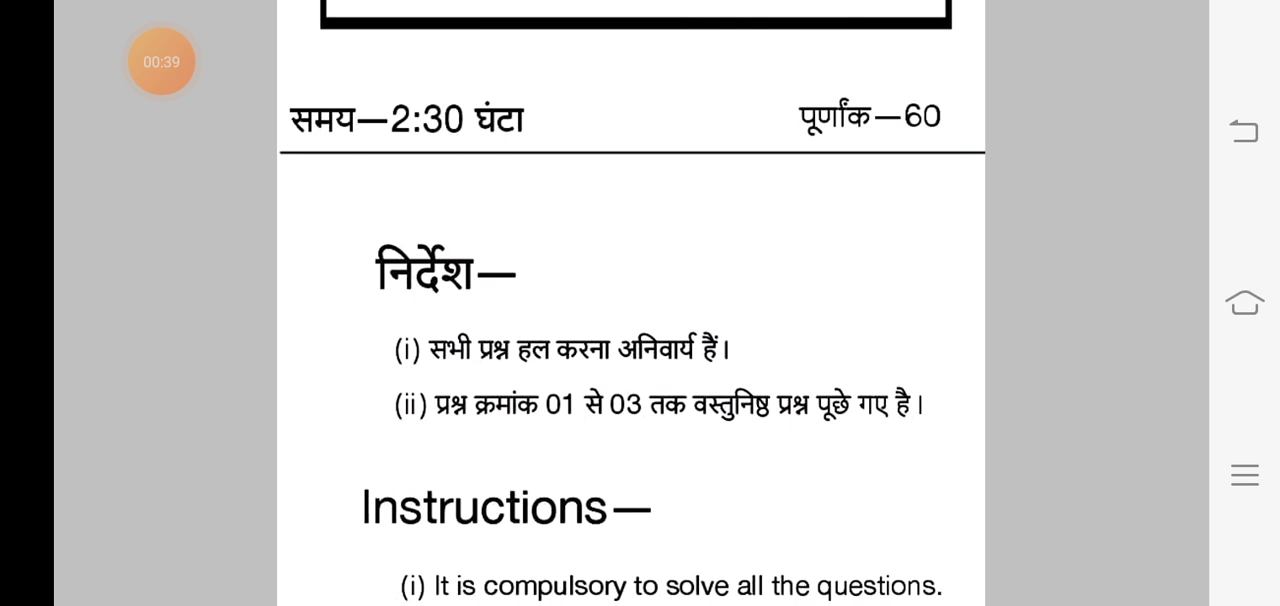 00:39
समय—2:30 घंटा पूर्णांक—60
निर्देश—
(i) सभी प्रश्न हल करना अनिवार्य हैं।
(ii) प्रश्न क्रमांक 01 से 03 तक वस्तुनिष्ठ प्रश्न पूछे गए है।
Instructions—
(i) It is compulsory to solve all the questions.